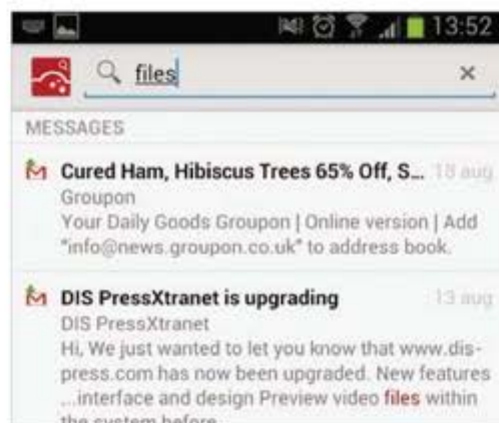 13:52
files
MESSAGES
Cured Ham, Hibiscus Trees 65% Off, S... 18 aug
Groupon
Your Daily Goods Groupon | Online version | Add
"info@news.groupon.co.uk" to address book.
DIS PressXtranet is upgrading 13 aug
DIS PressXtranet
Hi, We just wanted to let you know that www.dis-
press.com has now been upgraded. New features
...interface and design Preview video files within
the system before